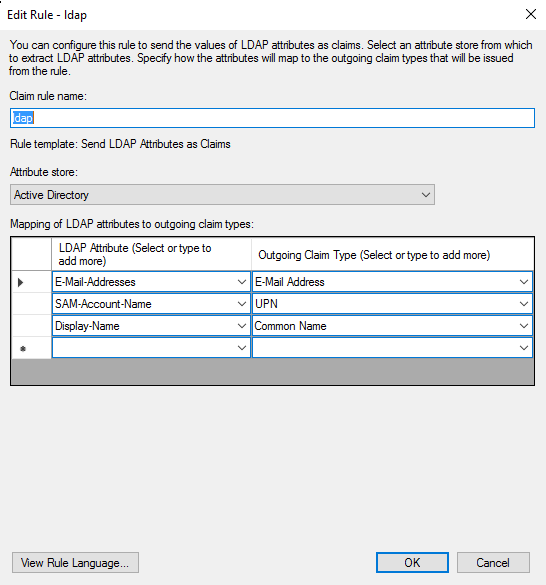 Edit Rule - ldap
You can configure this rule to send the values of LDAP attributes as claims. Select an attribute store from which
to extract LDAP attributes. Specify how the attributes will map to the outgoing claim types that will be issued
from the rule.
Claim rule name:
ldap
Rule template: Send LDAP Attributes as Claims
Attribute store:
Active Directory
Mapping of LDAP attributes to outgoing claim types:
LDAP Attribute (Select or type to
add more)
Outgoing Claim Type (Select or type to add more)
E-Mail-Addresses
E-Mail Address
SAM-Account-Name
UPN
Display-Name
Common Name
View Rule Language...
OK
Cancel